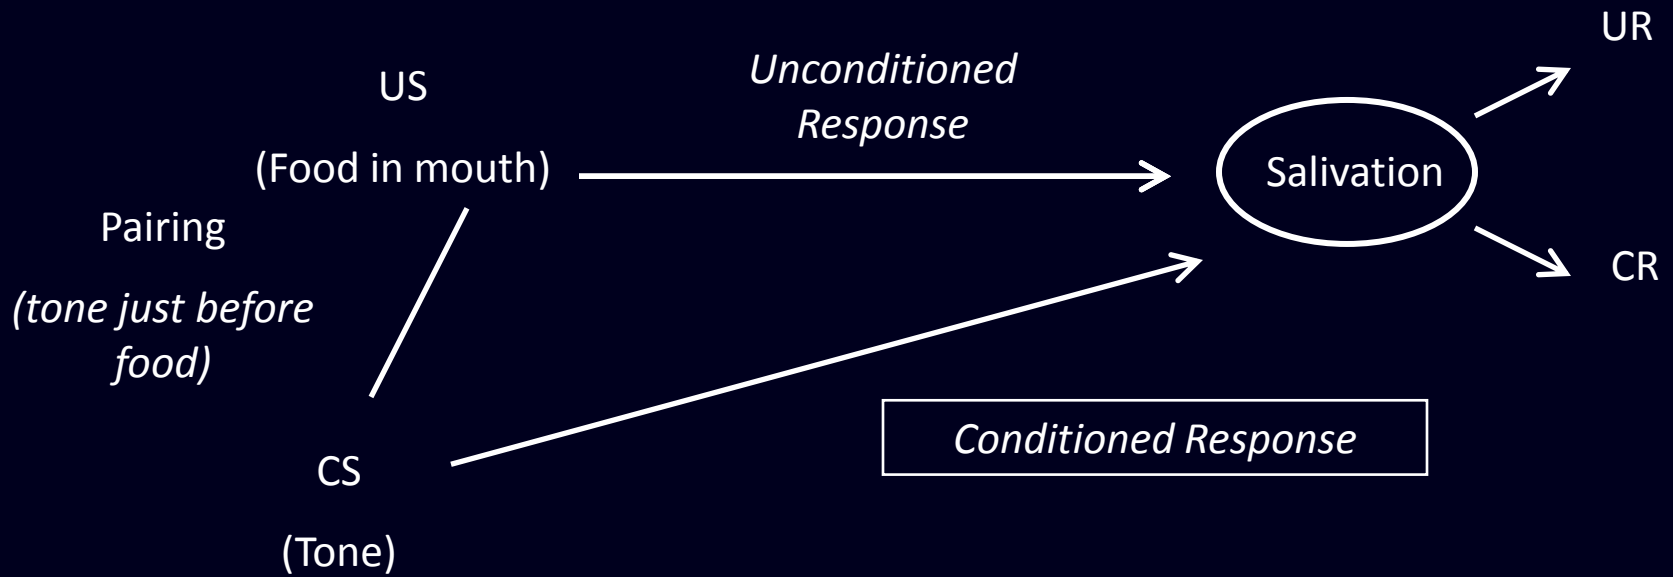 UR
US
Unconditioned
Response
(Food in mouth)
Salivation
Pairing
(tone just before
food)
CR
Conditioned Response
CS
(Tone)